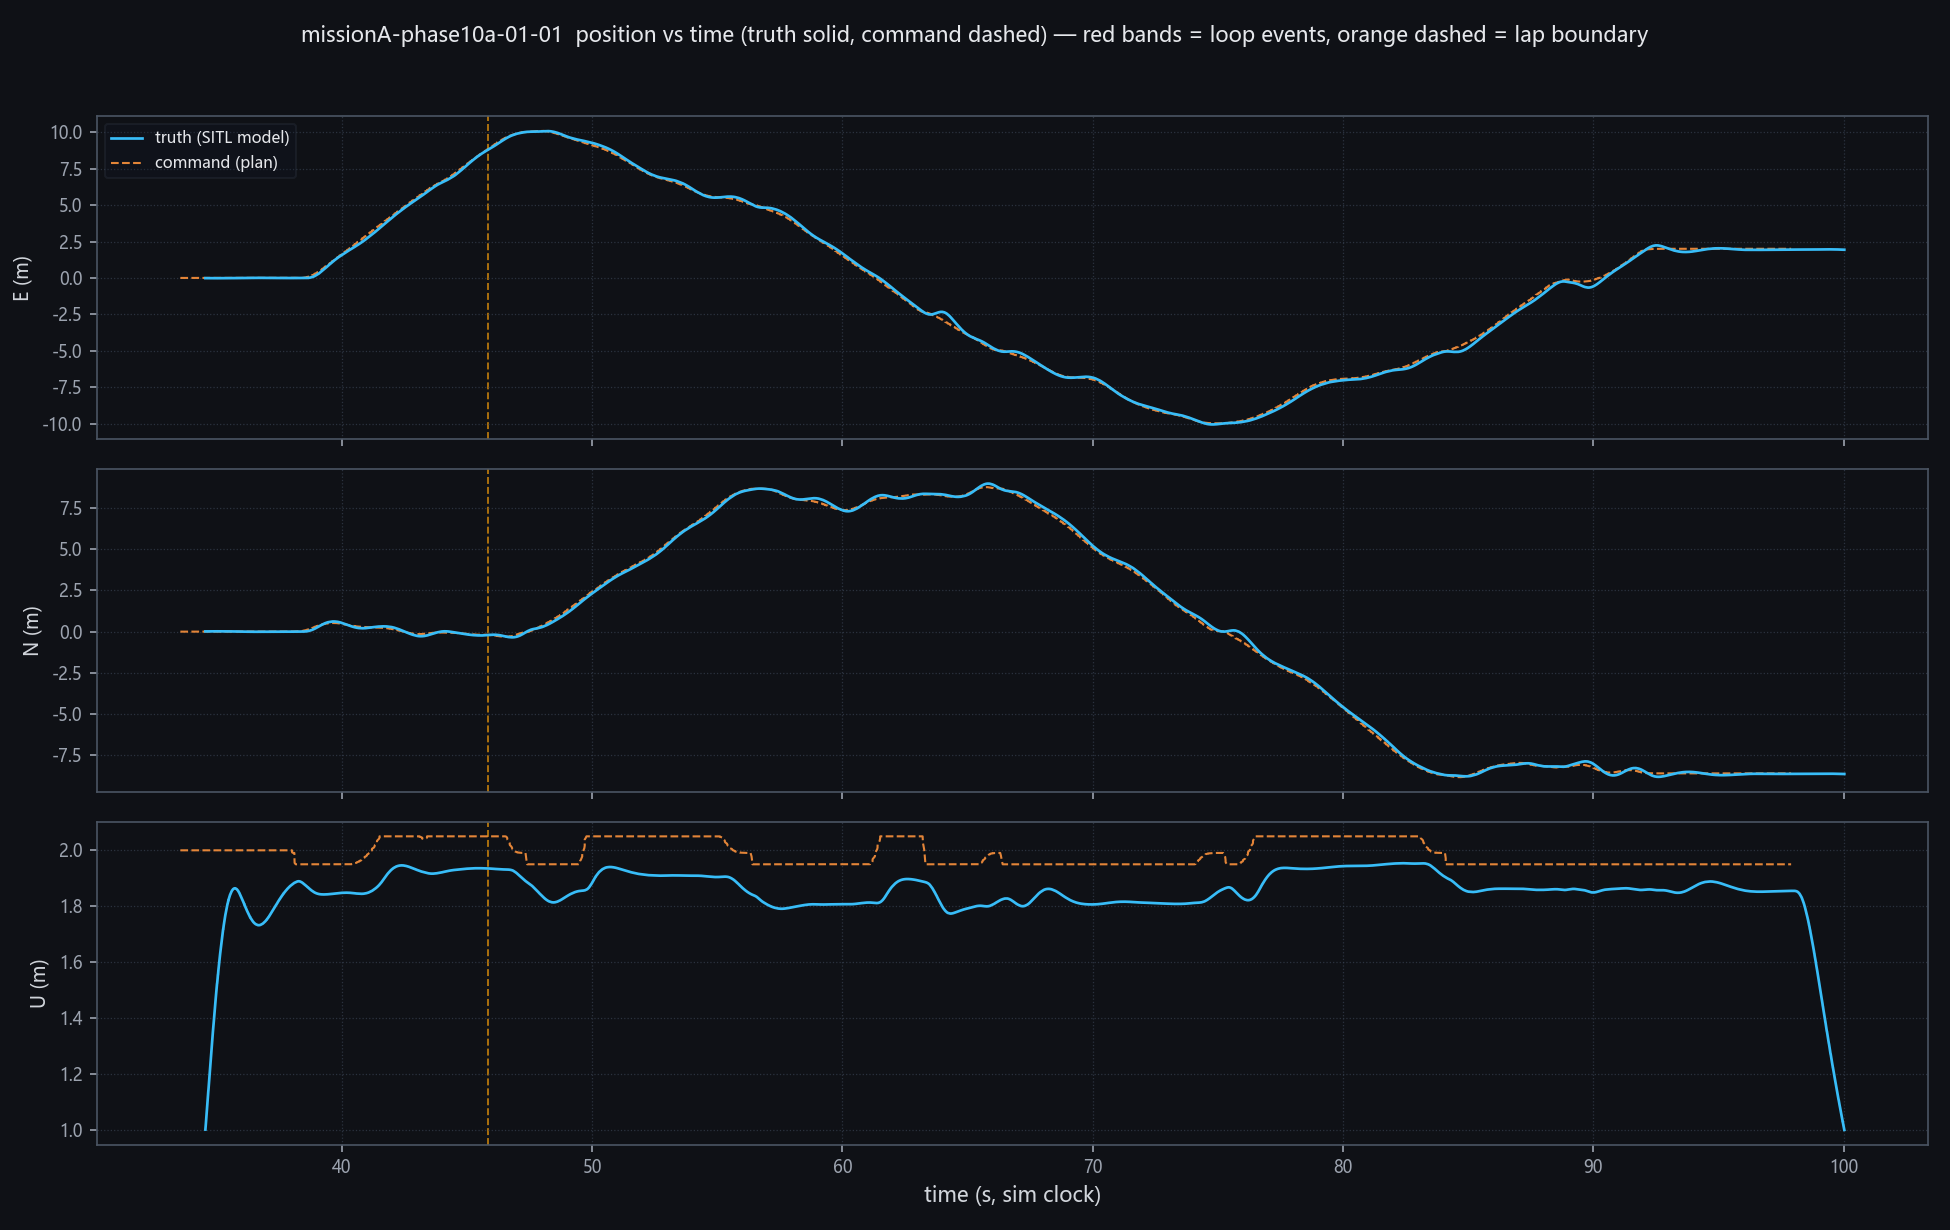 missionA-phase10a-01-01  position vs time (truth solid, command dashed) — red bands = loop events, orange dashed = lap boundary
truth (SITL model)
command (plan)
E (m)
10.0
7.5
5.0
2.5
0.0
-2.5
-5.0
-7.5
-10.0
N (m)
7.5
5.0
2.5
0.0
-2.5
-5.0
-7.5
U (m)
2.0
1.8
1.6
1.4
1.2
1.0
40 50 60 70 80 90 100
time (s, sim clock)